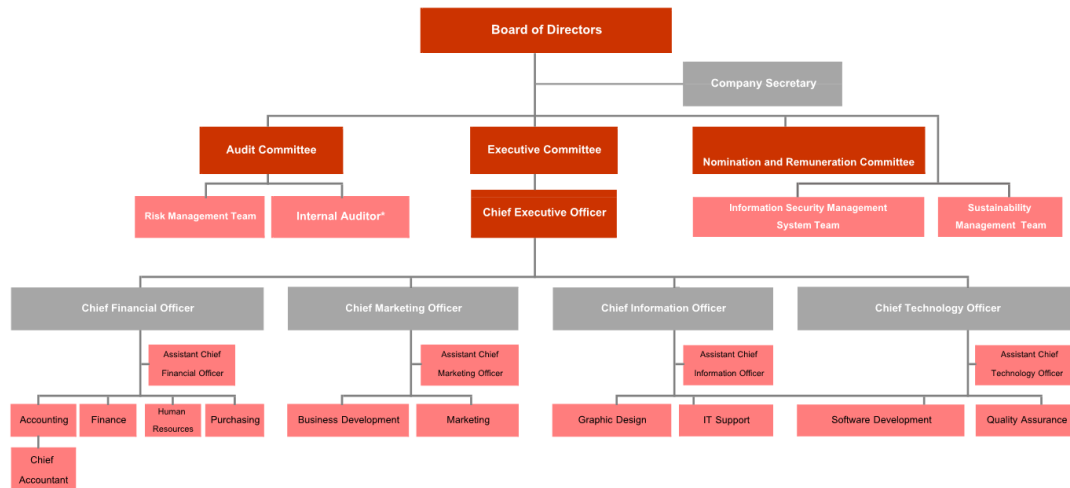 Board of Directors
Company Secretary
Audit Committee
Executive Committee
Nomination and Remuneration Committee
Risk Management Team
Internal Auditor*
Chief Executive Officer
Information Security Management
System Team
Sustainability
Management Team
Chief Financial Officer
Chief Marketing Officer
Chief Information Officer
Chief Technology Officer
Assistant Chief
Financial Officer
Assistant Chief
Marketing Officer
Assistant Chief
Information Officer
Assistant Chief
Technology Officer
Accounting
Finance
Human
Resources
Purchasing
Business Development
Marketing
Graphic Design
IT Support
Software Development
Quality Assurance
Chief
Accountant